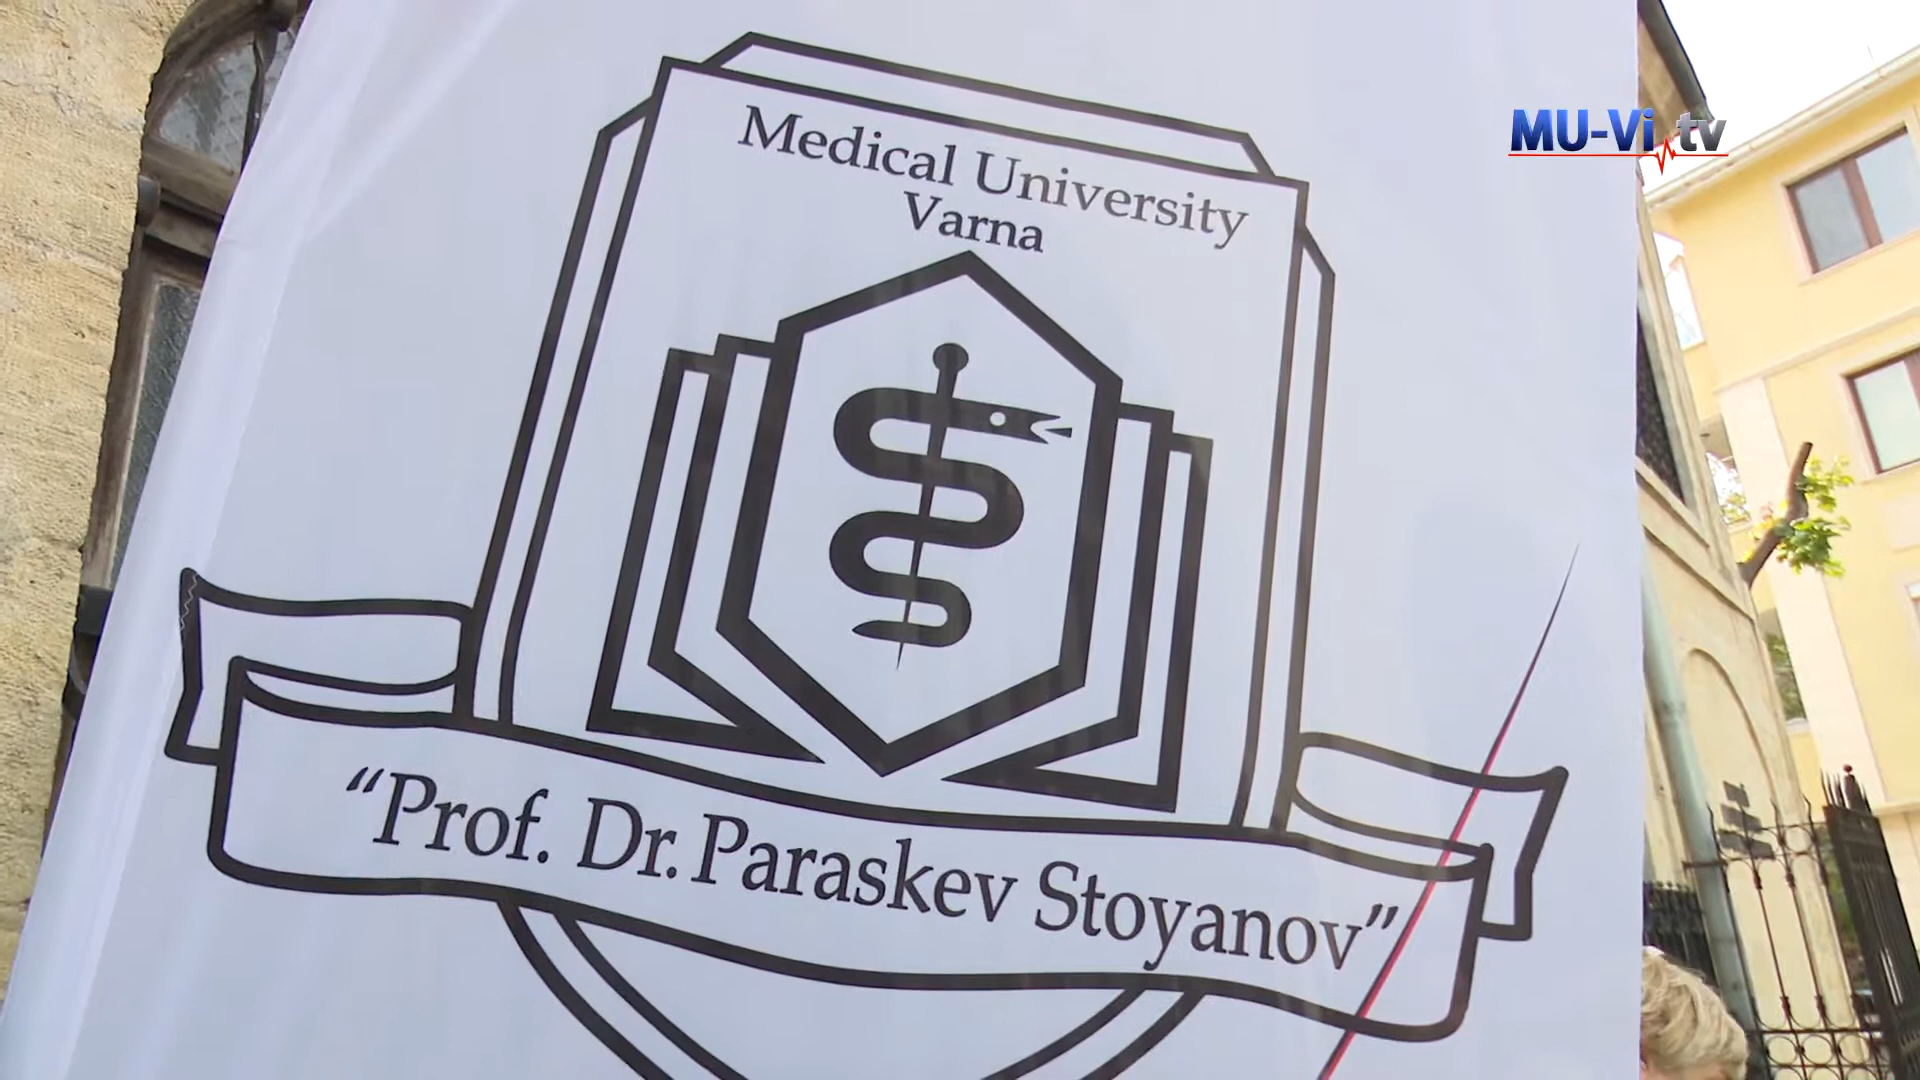 MU-Vi tv
Medical University
Varna
“Prof. Dr. Paraskev Stoyanov”